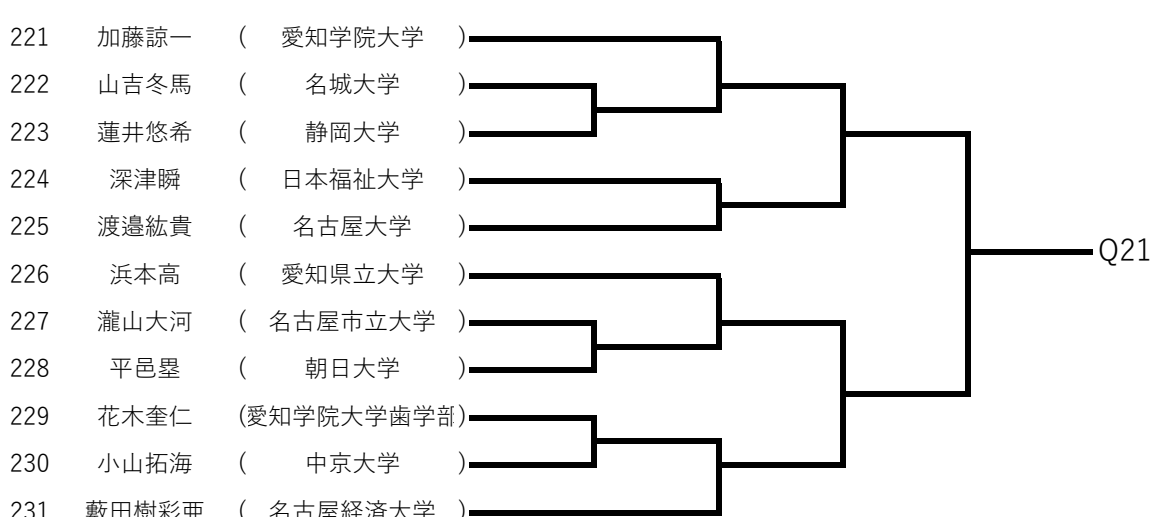 221 加藤諒一 ( 愛知学院大学 )
222 山吉冬馬 ( 名城大学 )
223 蓮井悠希 ( 静岡大学 )
224 深津瞬 ( 日本福祉大学 )
225 渡邉紘貴 ( 名古屋大学 )
226 浜本高 ( 愛知県立大学 )
227 瀧山大河 ( 名古屋市立大学 )
228 平邑塁 ( 朝日大学 )
229 花木奎仁 (愛知学院大学歯学部)
230 小山拓海 ( 中京大学 )
231 藪田樹彩亜 ( 名古屋経済大学 )
Q21